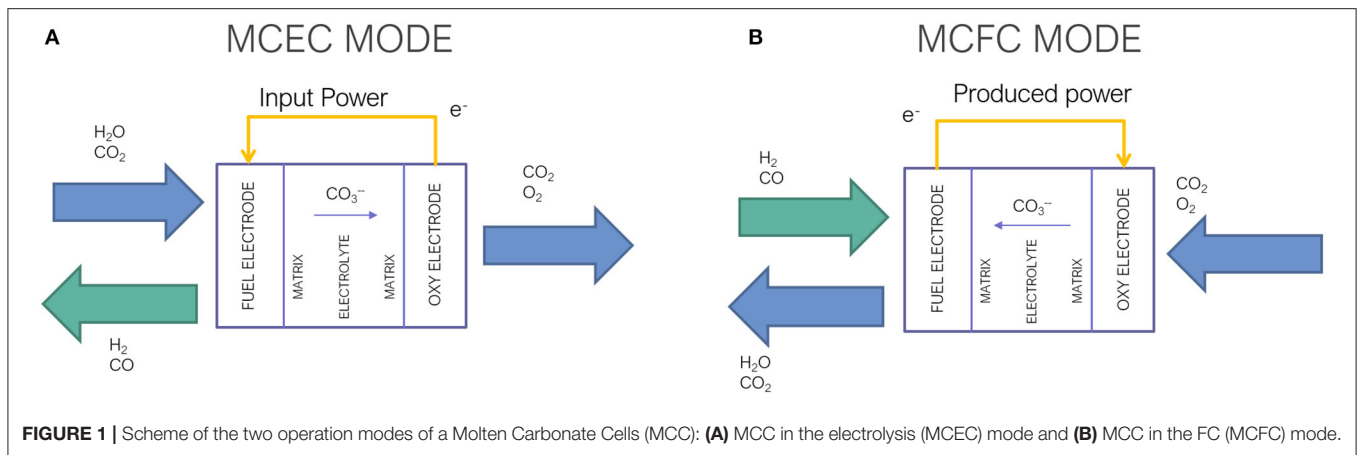 A
MCEC MODE
Input Power
e-
H₂O
CO₂
FUEL ELECTRODE
MATRIX
CO₃--
ELECTROLYTE
MATRIX
OXY ELECTRODE
CO₂
O₂
H₂
CO
B
MCFC MODE
Produced power
e-
H₂
CO
FUEL ELECTRODE
MATRIX
CO₃--
ELECTROLYTE
MATRIX
OXY ELECTRODE
CO₂
O₂
H₂O
CO₂
FIGURE 1 | Scheme of the two operation modes of a Molten Carbonate Cells (MCC): (A) MCC in the electrolysis (MCEC) mode and (B) MCC in the FC (MCFC) mode.